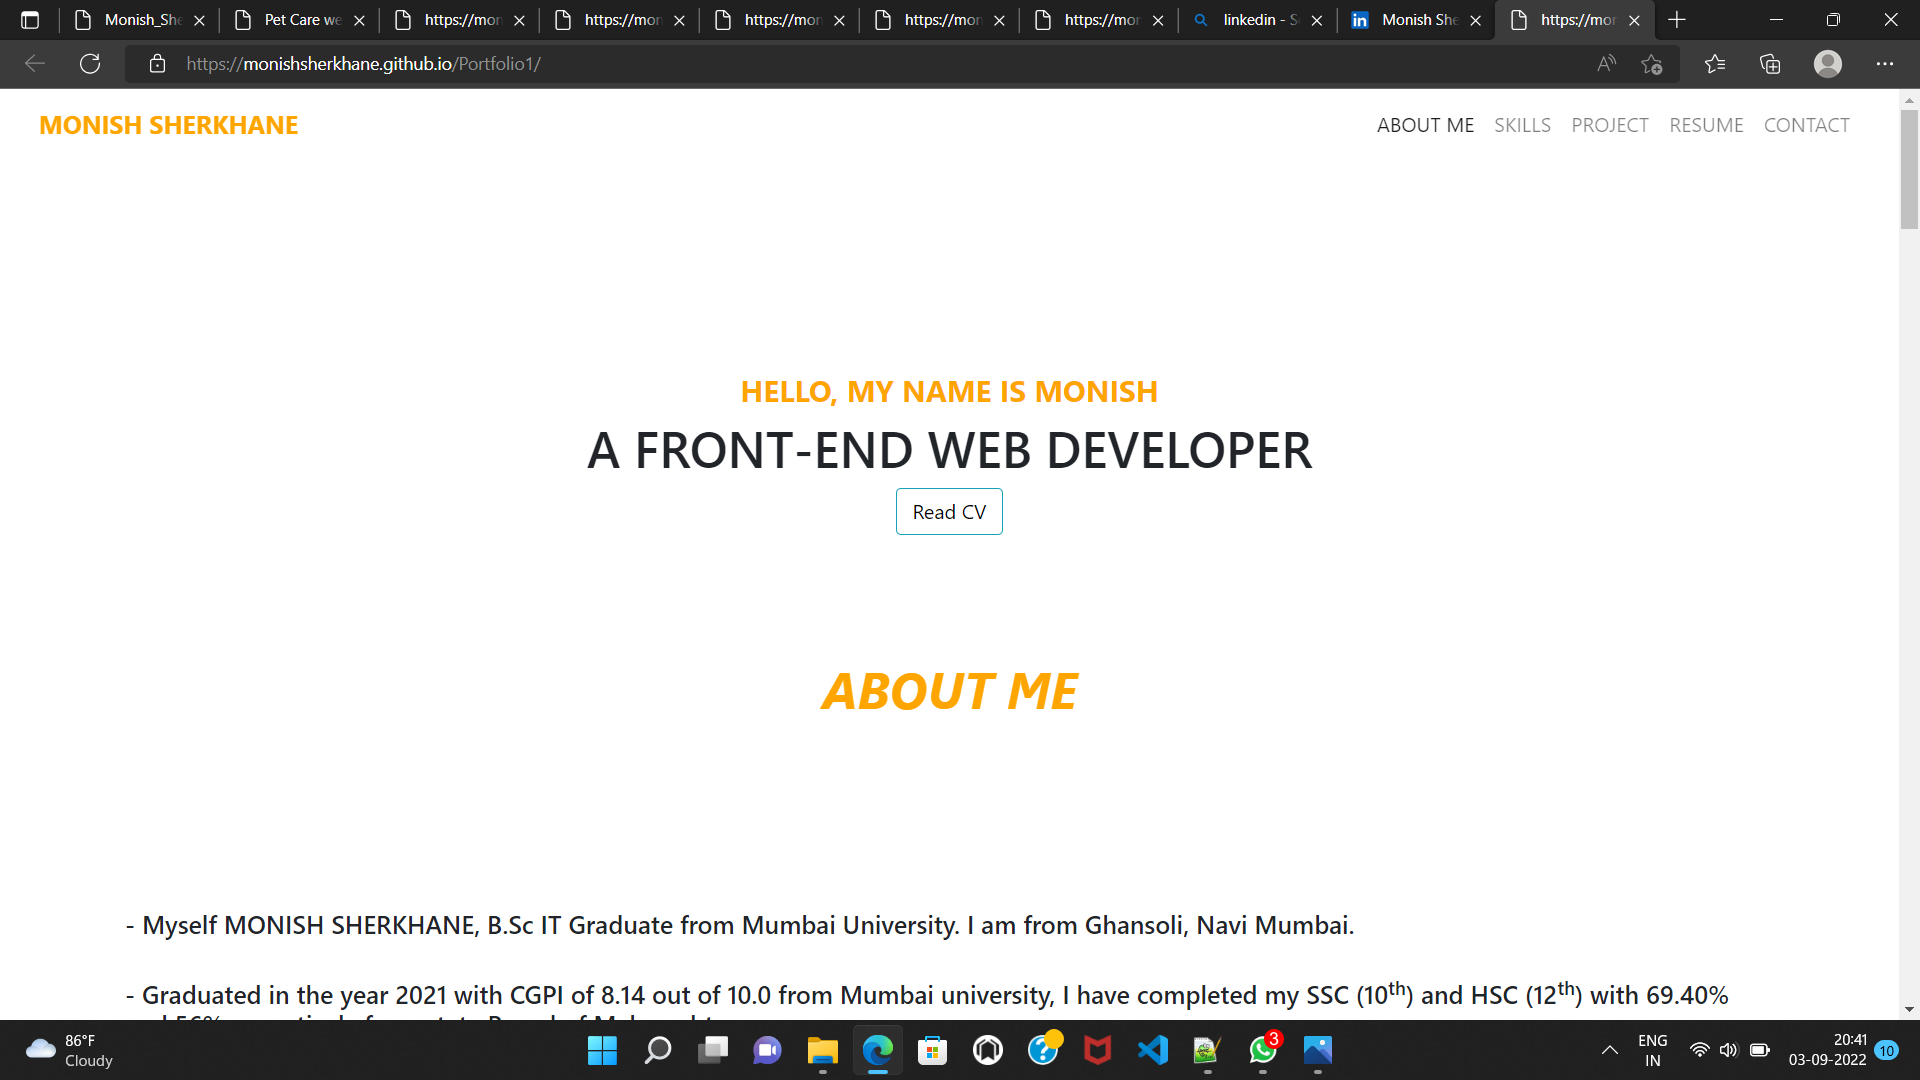 Monish_She
Pet Care we
https://mon
https://mon
https://mon
https://mon
https://mon
linkedin - S
Monish She
https://mon
https://monishsherkhane.github.io/Portfolio1/
MONISH SHERKHANE
ABOUT ME SKILLS PROJECT RESUME CONTACT
HELLO, MY NAME IS MONISH
A FRONT-END WEB DEVELOPER
Read CV
ABOUT ME
- Myself MONISH SHERKHANE, B.Sc IT Graduate from Mumbai University. I am from Ghansoli, Navi Mumbai.
- Graduated in the year 2021 with CGPI of 8.14 out of 10.0 from Mumbai university, I have completed my SSC (10th) and HSC (12th) with 69.40%
86°F
Cloudy
3
ENG
IN
20:41
03-09-2022
10